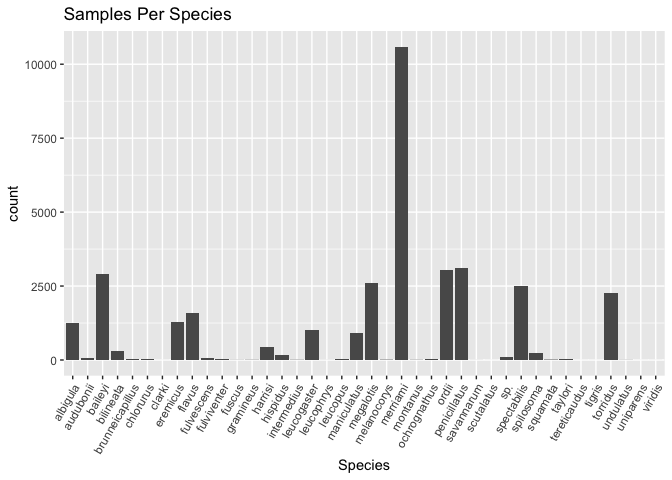 Samples Per Species
10000
7500
5000
2500
0
count
albigula
audubonii
baileyi
bilineata
brunneicapillus
chlorurus
clarki
eremicus
flavus
fulvescens
fulviventer
fuscus
gramineus
harrisi
hispidus
intermedius
leucogaster
leucophrys
leucopus
maniculatus
megalotis
melanocorys
merriami
montanus
ochrognathus
ordii
penicillatus
savannarum
scutalatus
sp.
spectabilis
spilosoma
squamata
taylori
tereticaudus
tigris
torridus
undulatus
uniparens
viridis
Species